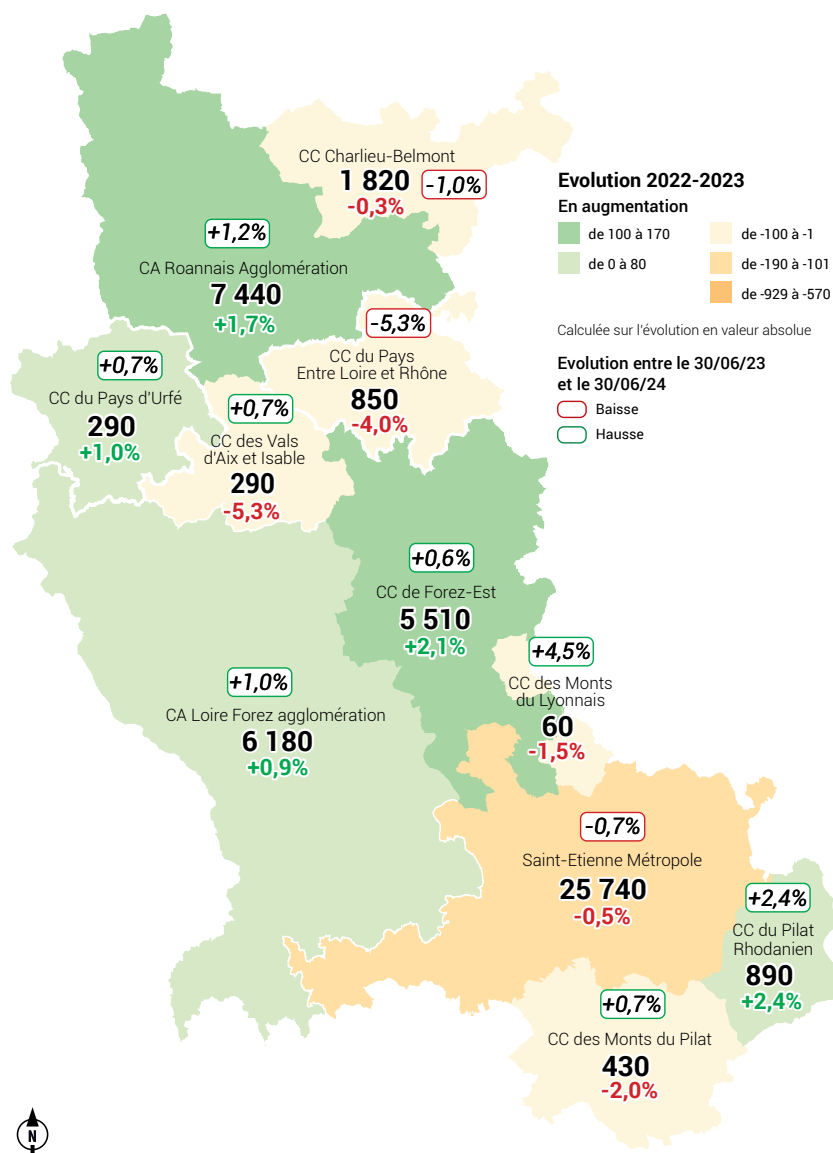 CC Charlieu-Belmont
1 820
-1,0%
-0,3%
+1,2%
CA Roannais Agglomération
7 440
+1,7%
-5,3%
CC du Pays
Entre Loire et Rhône
850
-4,0%
+0,7%
CC du Pays d'Urfé
290
+1,0%
+0,7%
CC des Vals
d'Aix et Isable
290
-5,3%
+0,6%
CC de Forez-Est
5 510
+2,1%
+4,5%
CC des Monts
du Lyonnais
60
-1,5%
+1,0%
CA Loire Forez agglomération
6 180
+0,9%
-0,7%
Saint-Etienne Métropole
25 740
-0,5%
+2,4%
CC du Pilat
Rhodanien
890
+2,4%
+0,7%
CC des Monts du Pilat
430
-2,0%
Evolution 2022-2023
En augmentation
de 100 à 170
de -100 à -1
de 0 à 80
de -190 à -101
de -929 à -570
Calculée sur l'évolution en valeur absolue
Evolution entre le 30/06/23
et le 30/06/24
Baisse
Hausse
N